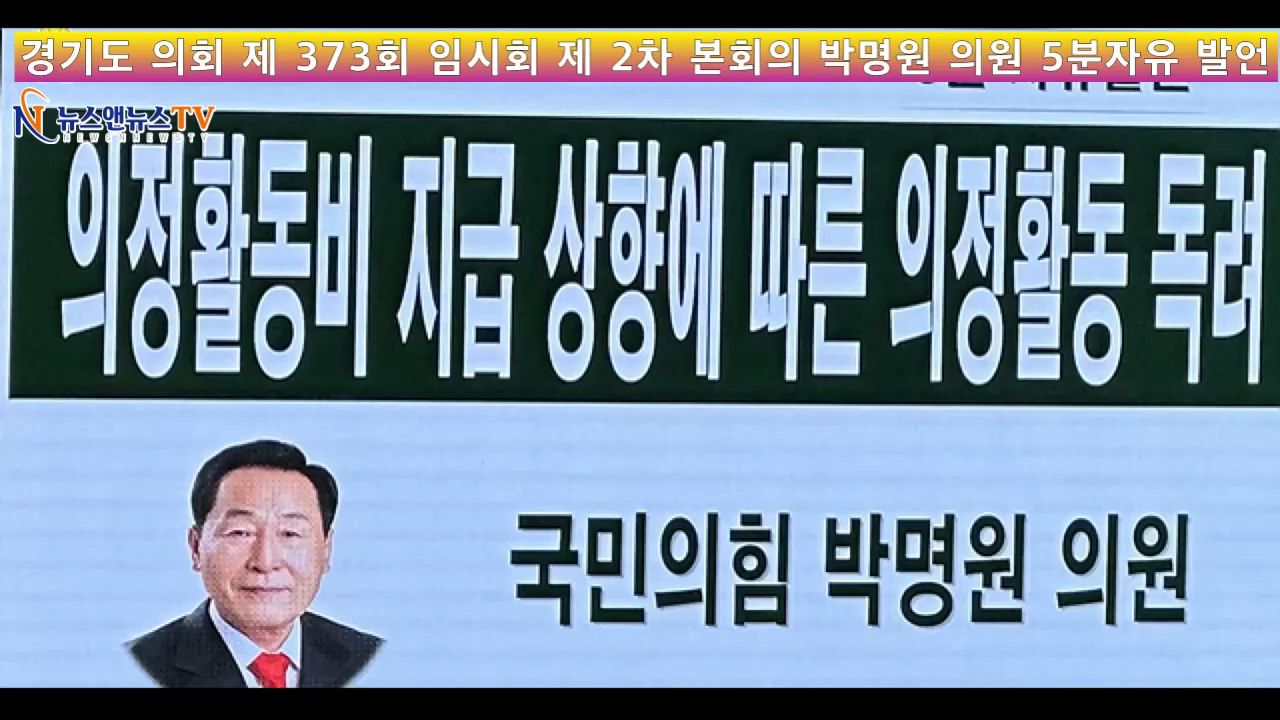 경기도 의회 제 373회 임시회 제 2차 본회의 박명원 의원 5분자유 발언
뉴스앤뉴스TV
NEWSNNEWSTV
의정활동비 지급 상향에 따른 의정활동 독려
국민의힘 박명원 의원